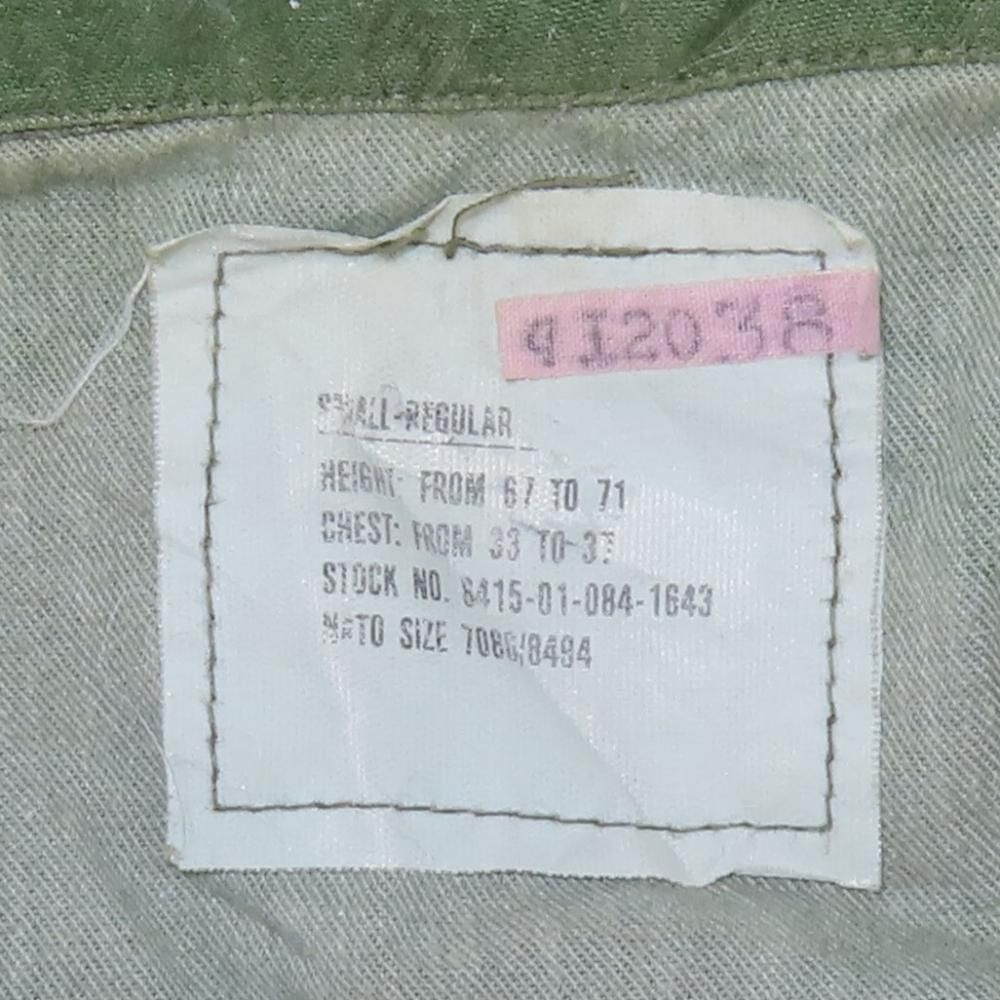 412038
SMALL-REGULAR
HEIGHT: FROM 67 TO 71
CHEST: FROM 33 TO 37
STOCK NO. 8415-01-084-1643
NATO SIZE 7080/8494